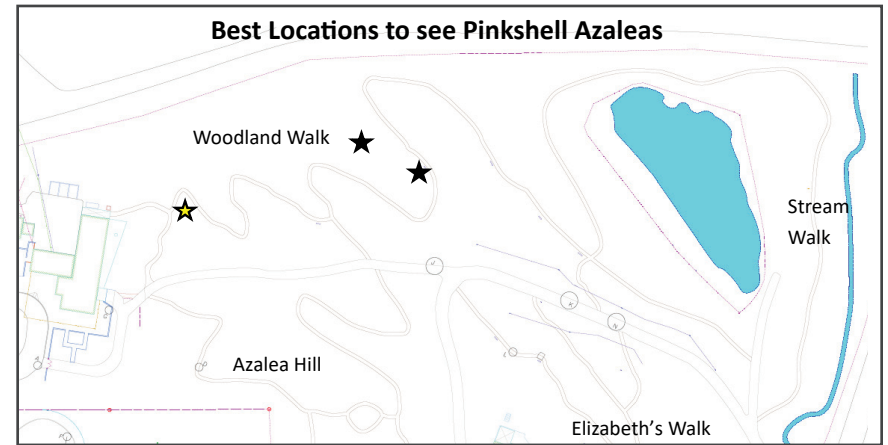 Best Locations to see Pinkshell Azaleas
Woodland Walk
Stream
Walk
J
K
N
Azalea Hill
Elizabeth's Walk